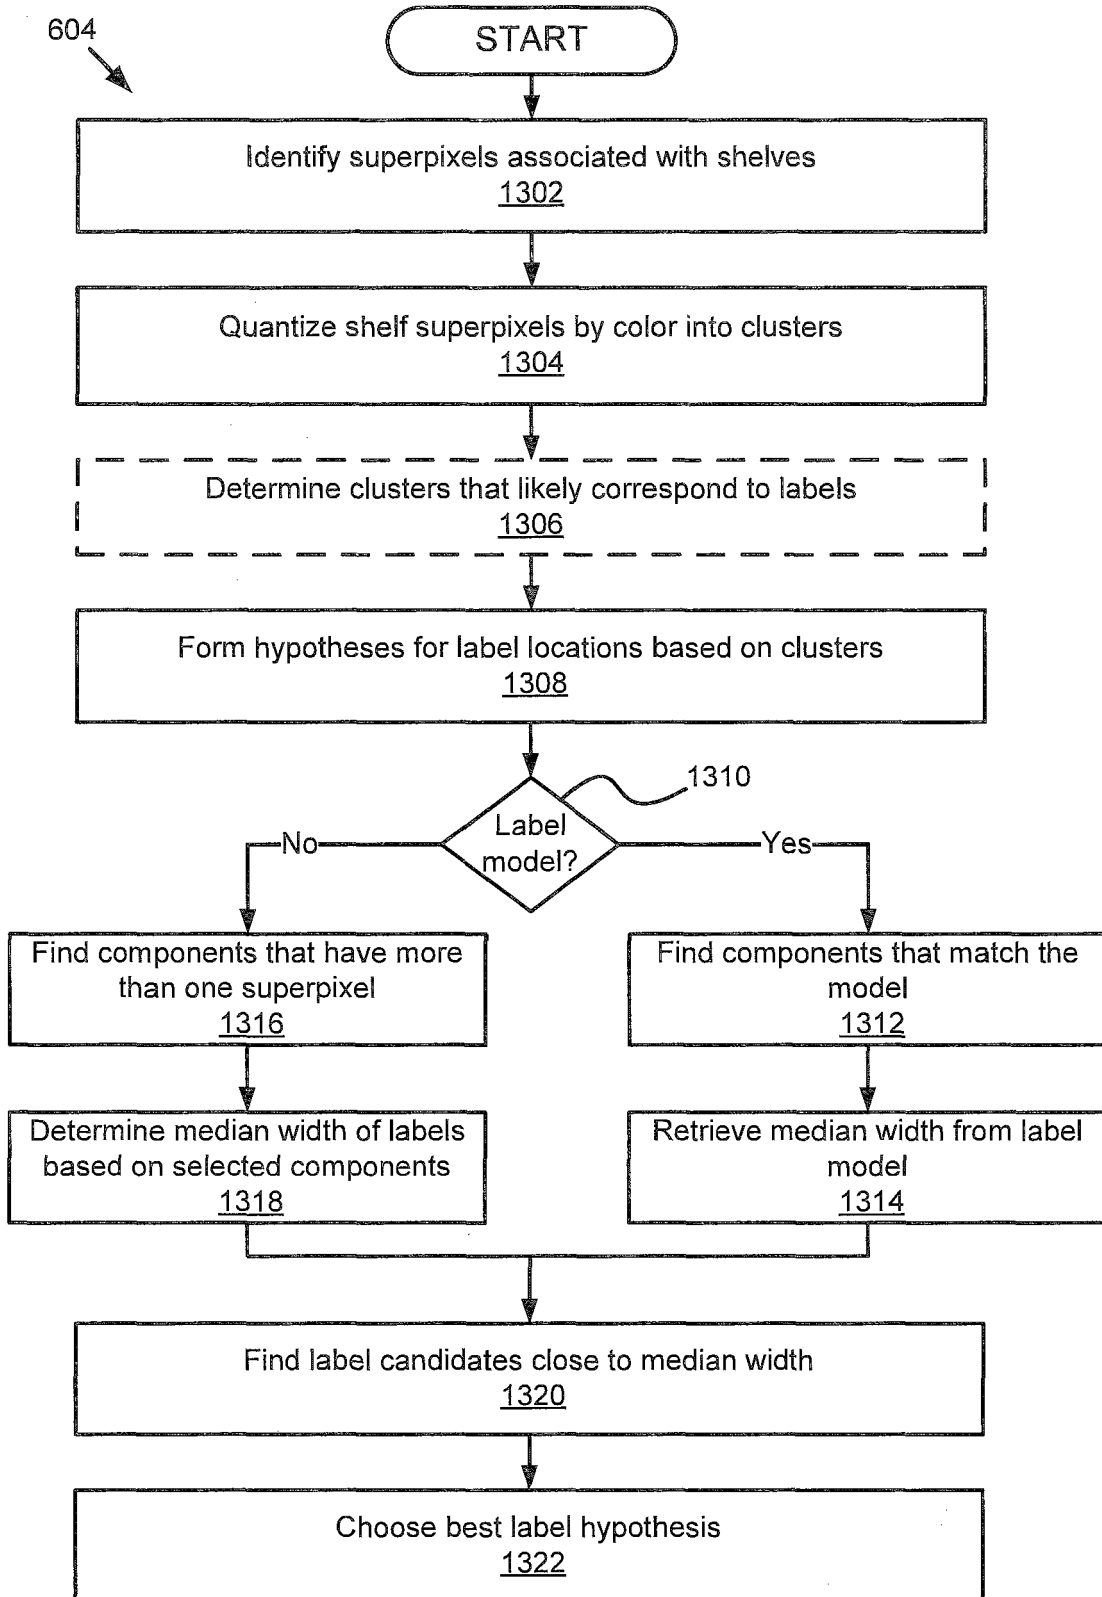 604
START
Identify superpixels associated with shelves
1302
Quantize shelf superpixels by color into clusters
1304
Determine clusters that likely correspond to labels
1306
Form hypotheses for label locations based on clusters
1308
1310
Label
model?
No
Yes
Find components that have more
than one superpixel
1316
Find components that match the
model
1312
Determine median width of labels
based on selected components
1318
Retrieve median width from label
model
1314
Find label candidates close to median width
1320
Choose best label hypothesis
1322